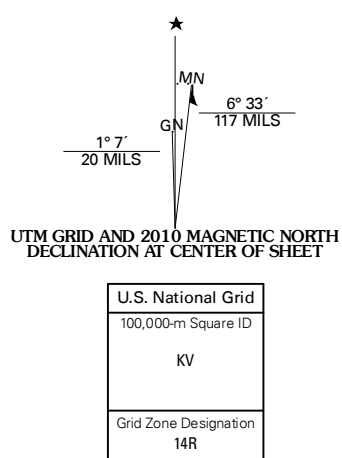 MN
GN
6° 33´
117 MILS
1° 7´
20 MILS
UTM GRID AND 2010 MAGNETIC NORTH
DECLINATION AT CENTER OF SHEET
U.S. National Grid
100,000-m Square ID
KV
Grid Zone Designation
14R